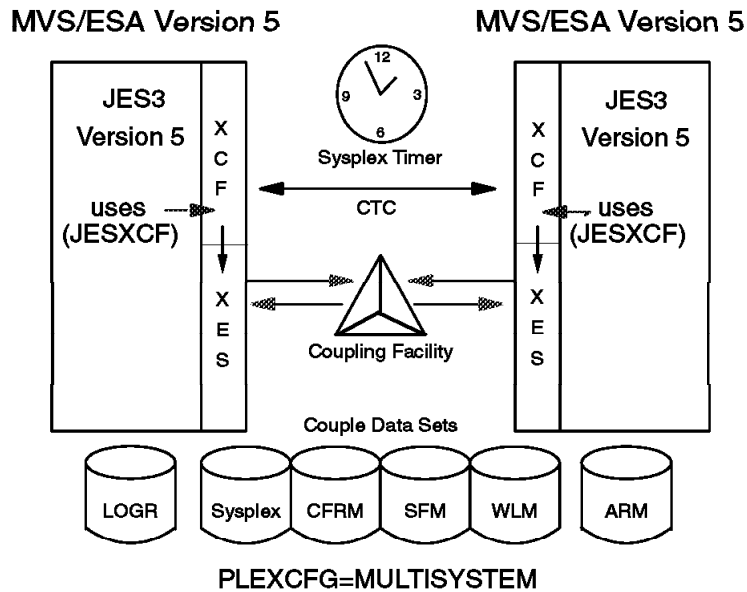 MVS/ESA Version 5
MVS/ESA Version 5
JES3
Version 5
uses
(JESXCF)
X
C
F
X
E
S
12
3
6
9
Sysplex Timer
CTC
Coupling Facility
X
C
F
X
E
S
JES3
Version 5
uses
(JESXCF)
Couple Data Sets
LOGR
Sysplex
CFRM
SFM
WLM
ARM
PLEXCFG=MULTISYSTEM